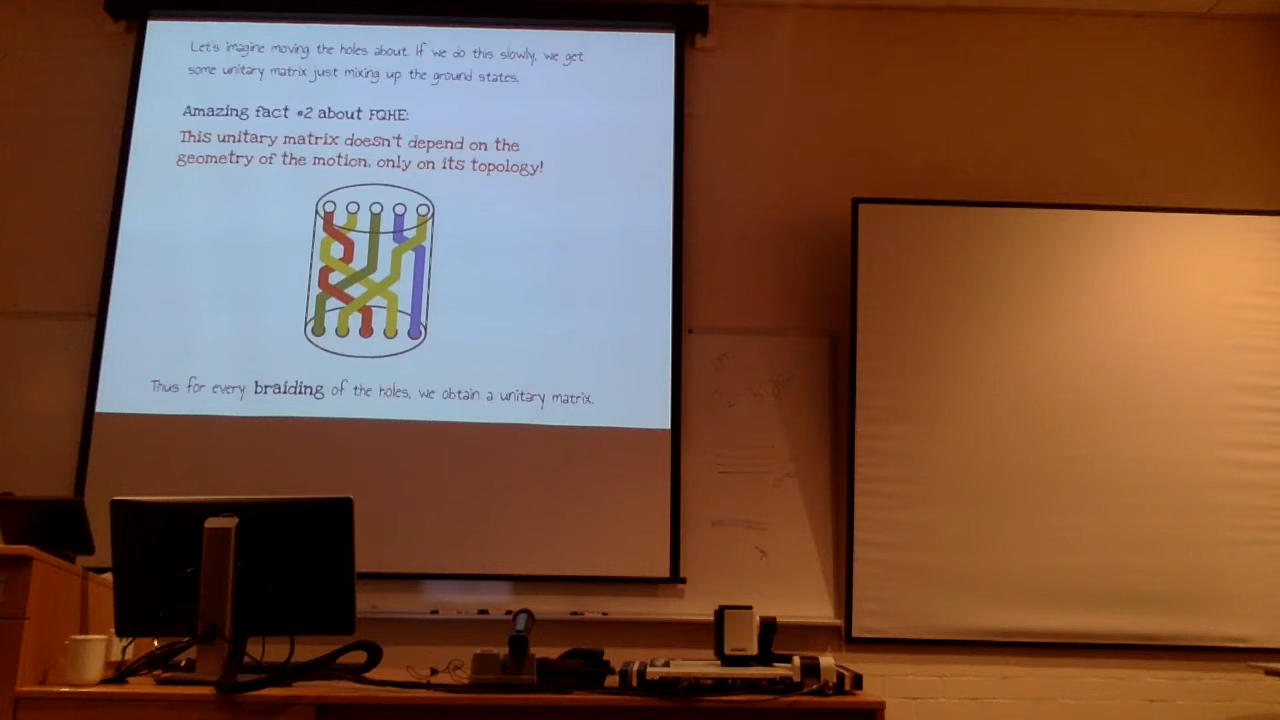 Let's imagine moving the holes about. If we do this slowly, we get
some unitary matrix just mixing up the ground states.
Amazing fact #2 about FQHE:
This unitary matrix doesn't depend on the
geometry of the motion, only on its topology!
Thus for every braiding of the holes, we obtain a unitary matrix.